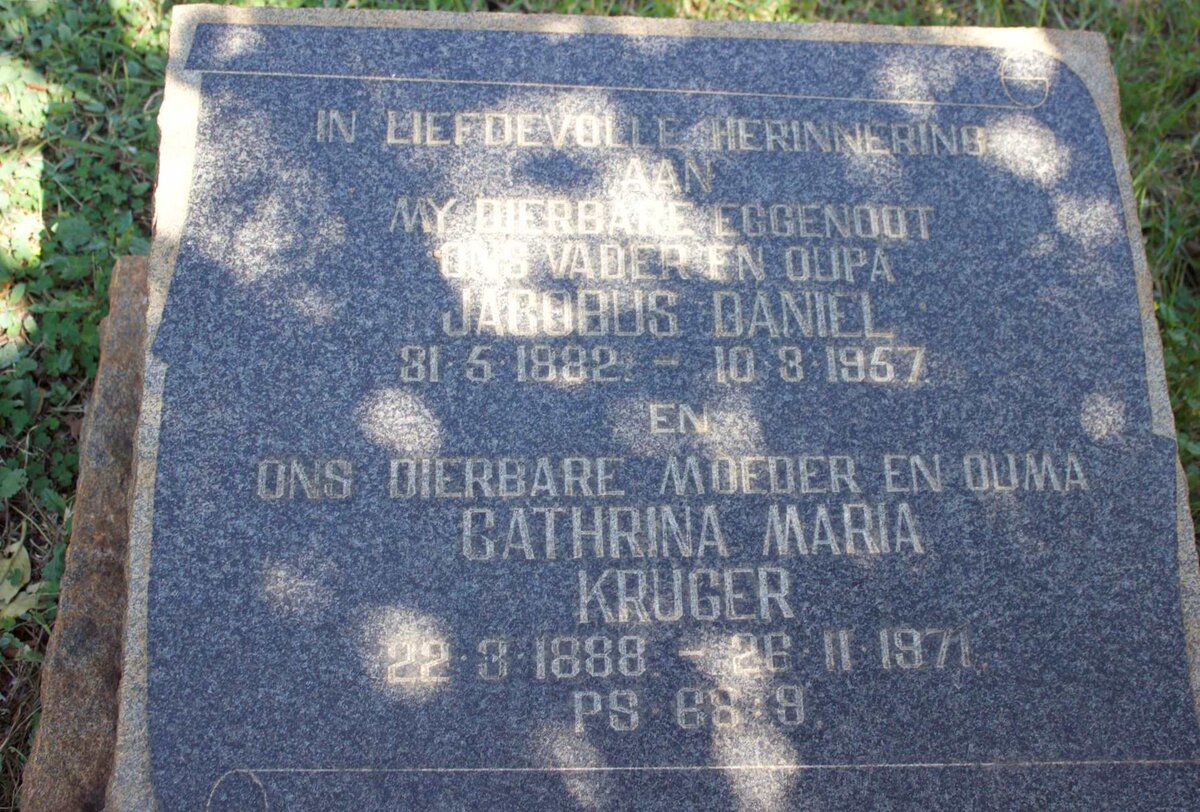 IN LIEFDEVOLLE HERINNERING
AAN
MY DIERBARE EGGENOOT
ONS VADER EN OUPA
JACOBUS DANIEL
31·5·1882. – 10·3·1957.
EN
ONS DIERBARE MOEDER EN OUMA
CATHRINA MARIA
KRUGER
22·3·1888. – 26·11·1971.
PS 68:9